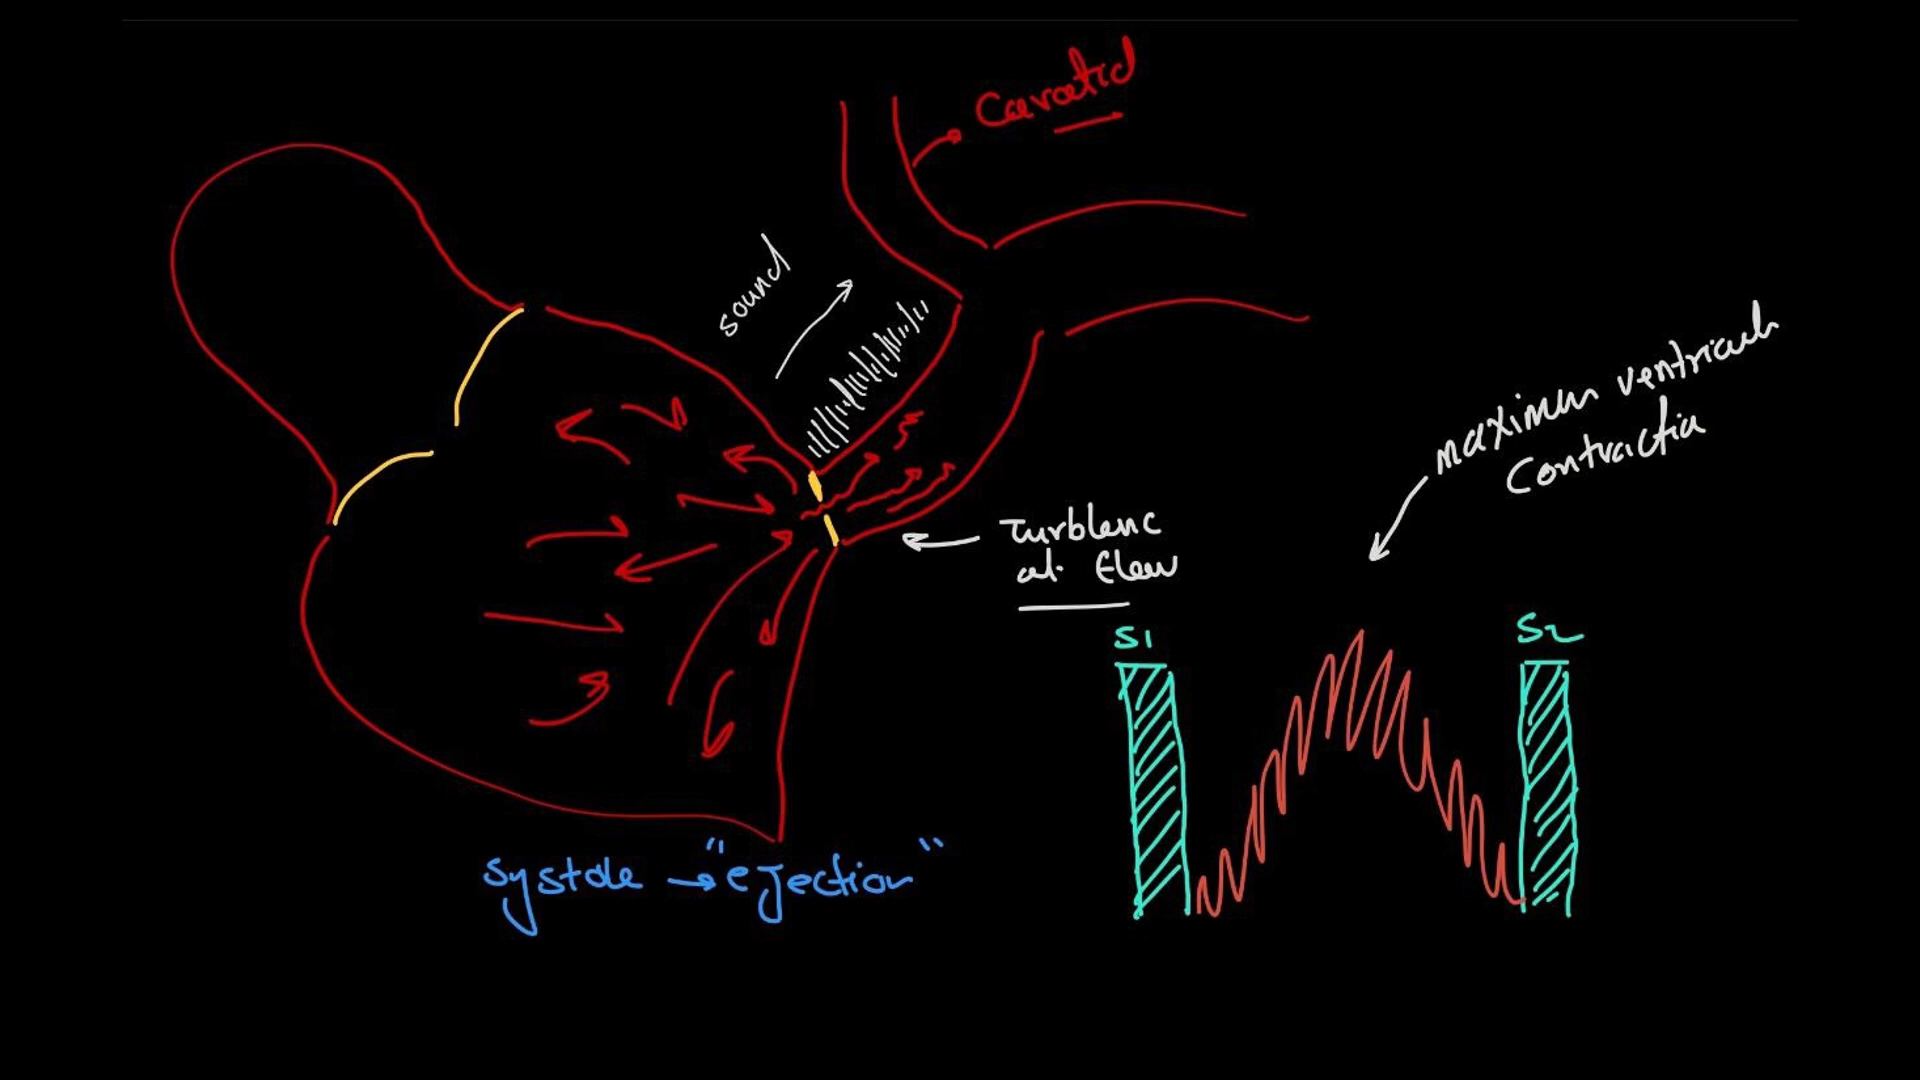 Carotid
sound
maximum ventricular
Contraction
Turblenc
at flow
S1
S2
systole → "ejection"